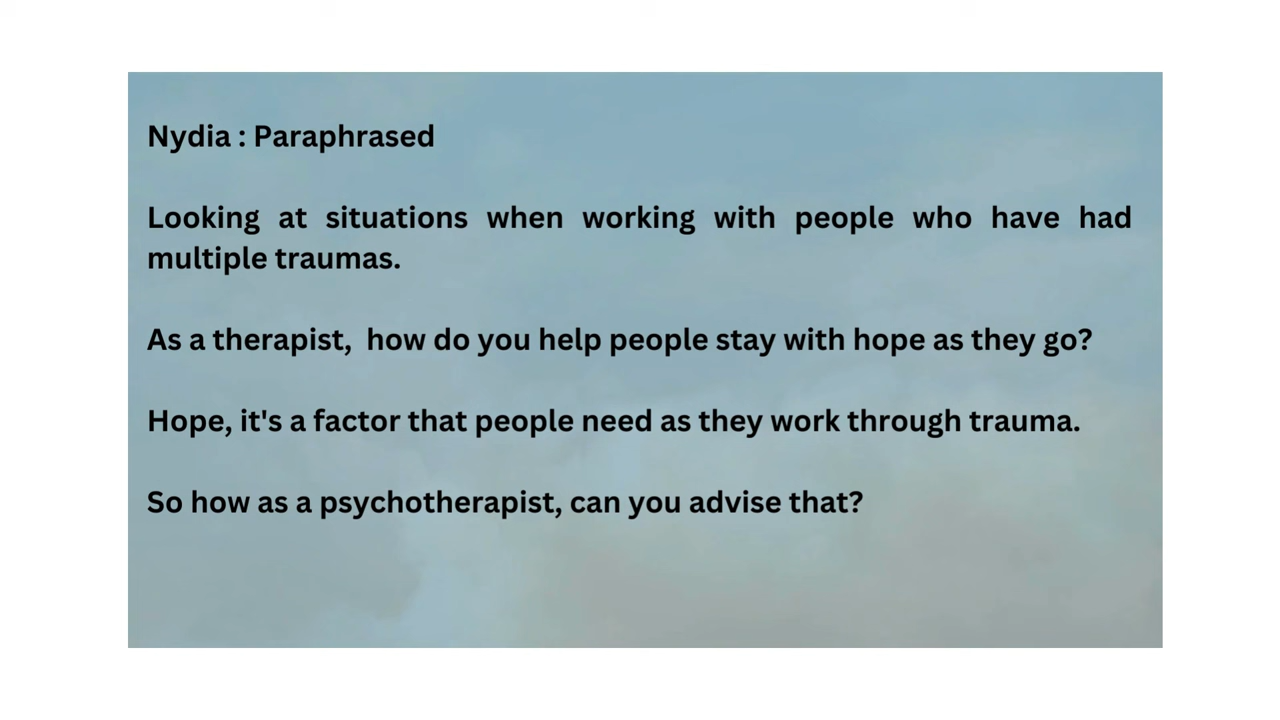 Nydia : Paraphrased
Looking at situations when working with people who have had
multiple traumas.
As a therapist,  how do you help people stay with hope as they go?
Hope, it's a factor that people need as they work through trauma.
So how as a psychotherapist, can you advise that?